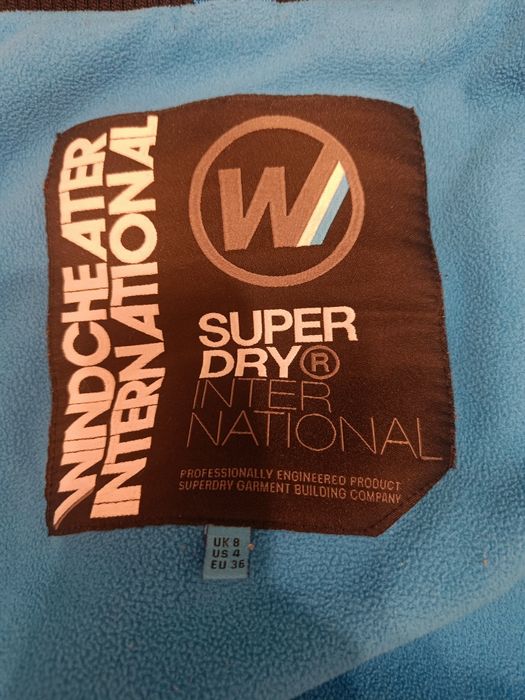 WINDCHEATER
INTERNATIONAL
W
SUPER
DRY®
INTER
NATIONAL
PROFESSIONALLY ENGINEERED PRODUCT
SUPERDRY GARMENT BUILDING COMPANY
UK 8
US 4
EU 36